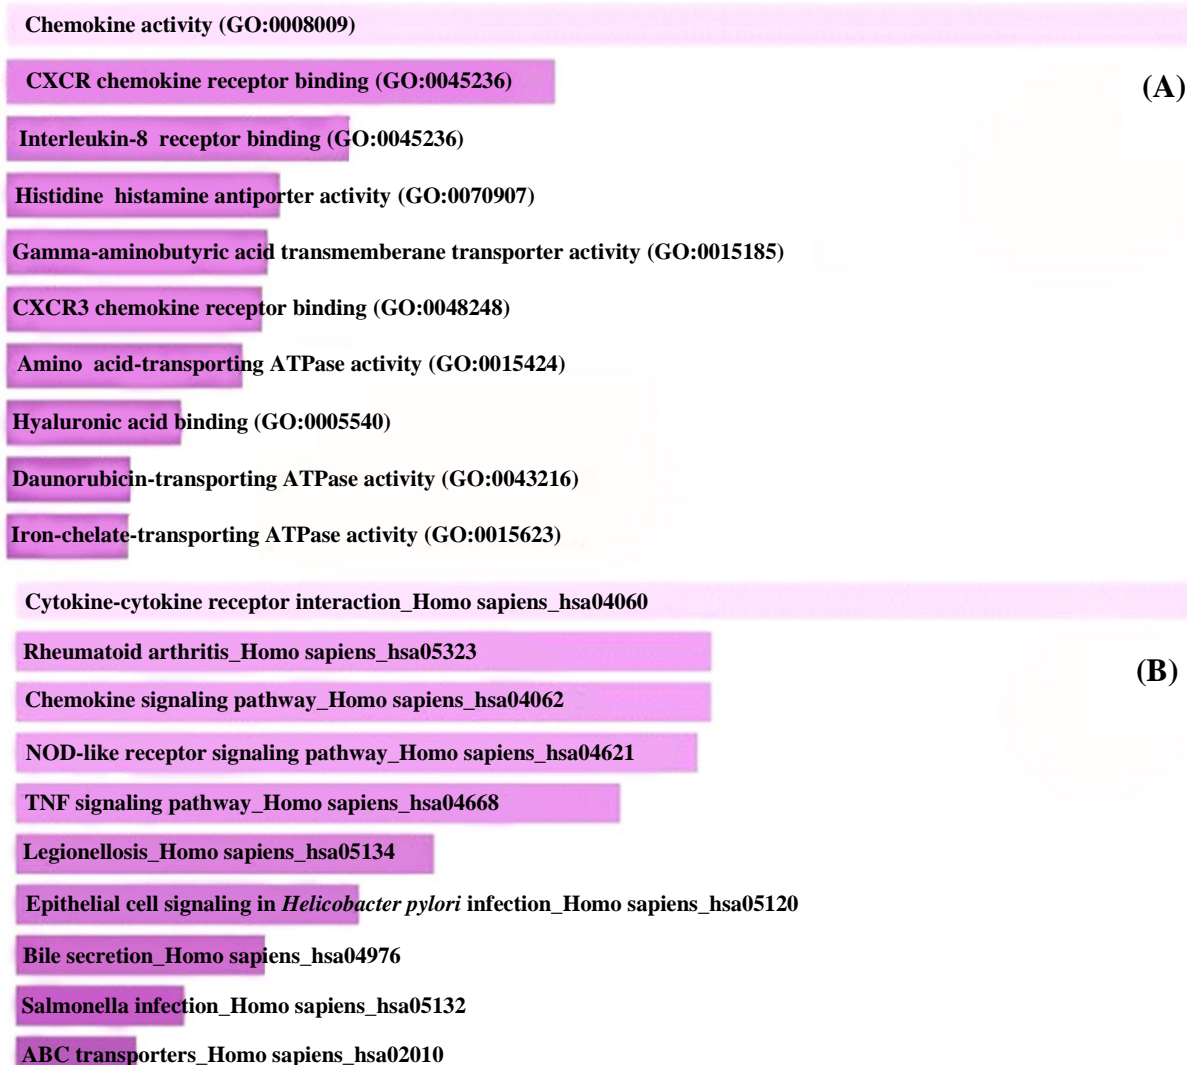 Chemokine activity (GO:0008009)
CXCR chemokine receptor binding (GO:0045236)
(A)
Interleukin-8 receptor binding (GO:0045236)
Histidine histamine antiporter activity (GO:0070907)
Gamma-aminobutyric acid transmemberane transporter activity (GO:0015185)
CXCR3 chemokine receptor binding (GO:0048248)
Amino acid-transporting ATPase activity (GO:0015424)
Hyaluronic acid binding (GO:0005540)
Daunorubicin-transporting ATPase activity (GO:0043216)
Iron-chelate-transporting ATPase activity (GO:0015623)
Cytokine-cytokine receptor interaction_Homo sapiens_hsa04060
Rheumatoid arthritis_Homo sapiens_hsa05323
(B)
Chemokine signaling pathway_Homo sapiens_hsa04062
NOD-like receptor signaling pathway_Homo sapiens_hsa04621
TNF signaling pathway_Homo sapiens_hsa04668
Legionellosis_Homo sapiens_hsa05134
Epithelial cell signaling in Helicobacter pylori infection_Homo sapiens_hsa05120
Bile secretion_Homo sapiens_hsa04976
Salmonella infection_Homo sapiens_hsa05132
ABC transporters_Homo sapiens_hsa02010